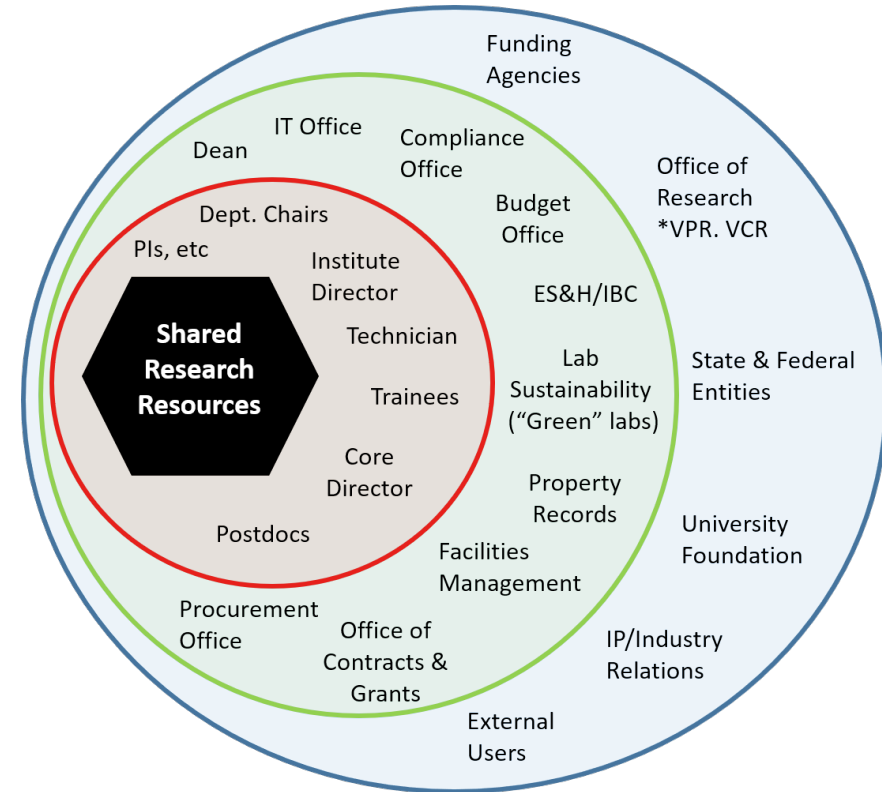 Funding
Agencies
IT Office
Dean
Compliance
Office
Office of
Research
*VPR. VCR
Budget
Office
Dept. Chairs
PIs, etc
Institute
Director
ES&H/IBC
Shared
Research
Resources
Technician
Trainees
Lab
Sustainability
(“Green” labs)
State & Federal
Entities
Core
Director
Property
Records
Postdocs
University
Foundation
Facilities
Management
Procurement
Office
Office of
Contracts &
Grants
IP/Industry
Relations
External
Users